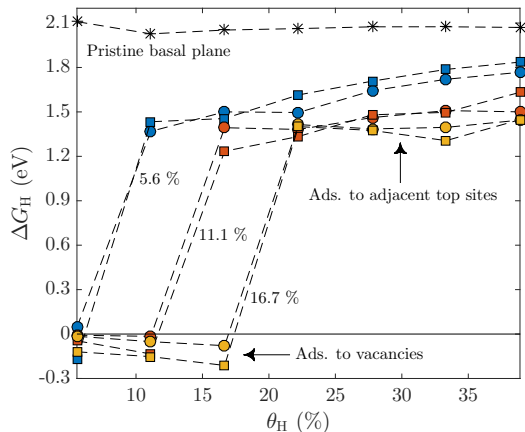 2.1
Pristine basal plane
1.8
1.5
1.2
Ads. to adjacent top sites
5.6 %
0.9
11.1 %
0.6
16.7 %
0.3
0
Ads. to vacancies
-0.3
10 15 20 25 30 35
θH (%)
ΔGH (eV)